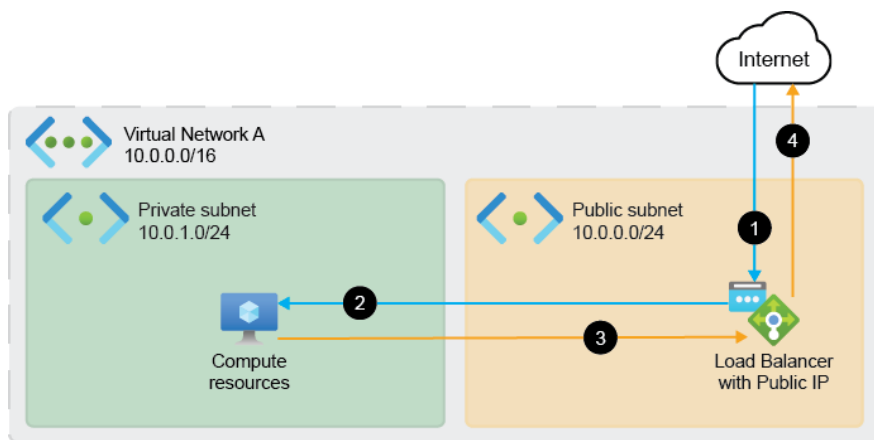 Internet
4
Virtual Network A
10.0.0.0/16
Private subnet
10.0.1.0/24
Public subnet
10.0.0.0/24
1
2
3
Compute
resources
Load Balancer
with Public IP